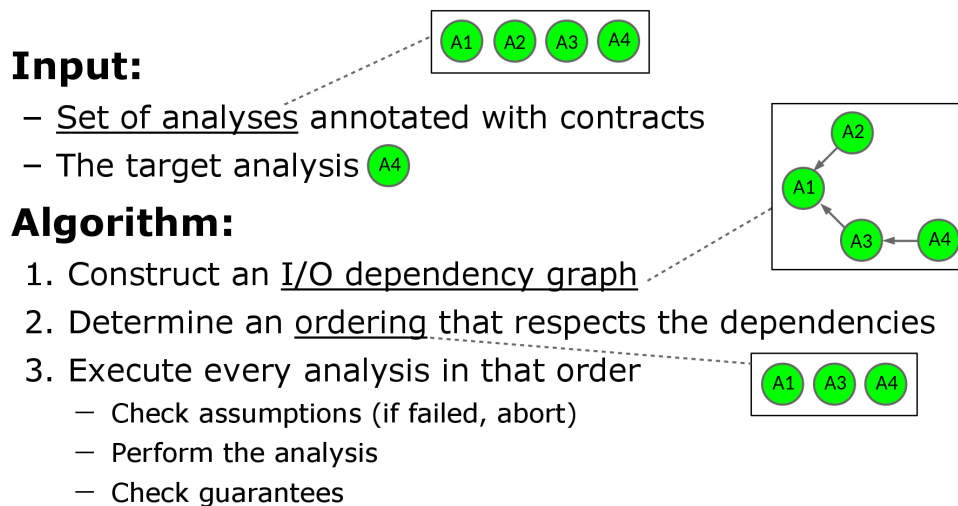 A1 A2 A3 A4
Input:
– Set of analyses annotated with contracts
– The target analysis A4
A2
A1
A3 A4
Algorithm:
1. Construct an I/O dependency graph
2. Determine an ordering that respects the dependencies
3. Execute every analysis in that order
A1 A3 A4
– Check assumptions (if failed, abort)
– Perform the analysis
– Check guarantees